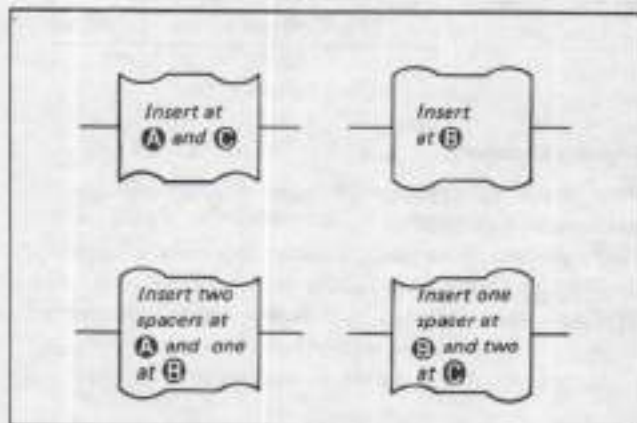 Insert at
A and C
Insert
at B
Insert two
spacers at
A and one
at B
Insert one
spacer at
B and two
at C